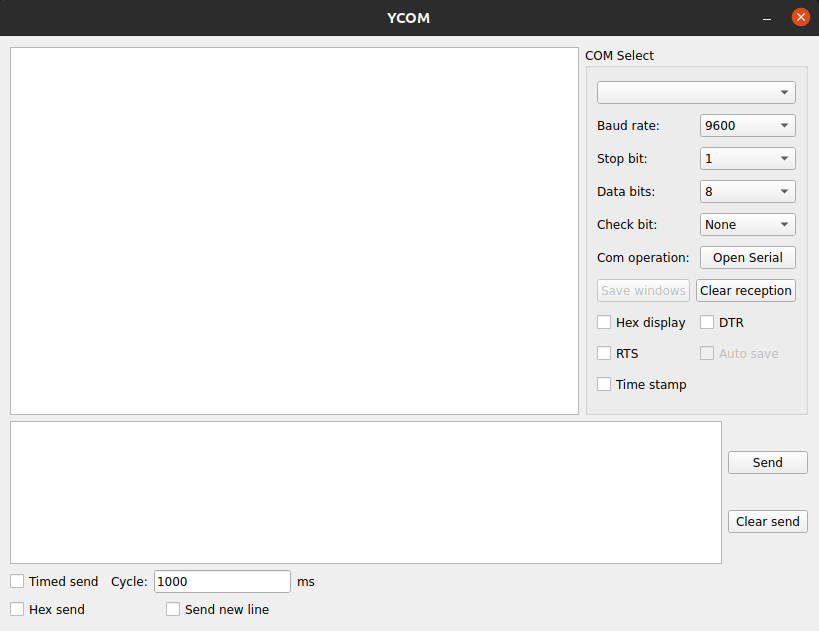 YCOM
COM Select
Baud rate: 9600
Stop bit: 1
Data bits: 8
Check bit: None
Com operation: Open Serial
Save windows Clear reception
Hex display DTR
RTS Auto save
Time stamp
Send
Clear send
Timed send Cycle: 1000 ms
Hex send Send new line